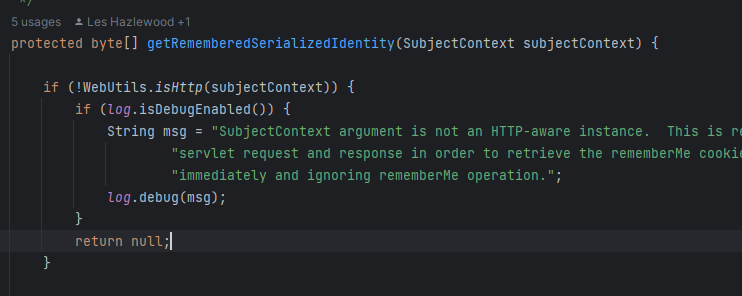 */
5 usages Les Hazlewood +1
protected byte[] getRememberedSerializedIdentity(SubjectContext subjectContext) {
if (!WebUtils.isHttp(subjectContext)) {
if (log.isDebugEnabled()) {
String msg = "SubjectContext argument is not an HTTP-aware instance.  This is re
"servlet request and response in order to retrieve the rememberMe cookie
"immediately and ignoring rememberMe operation.";
log.debug(msg);
}
return null;
}